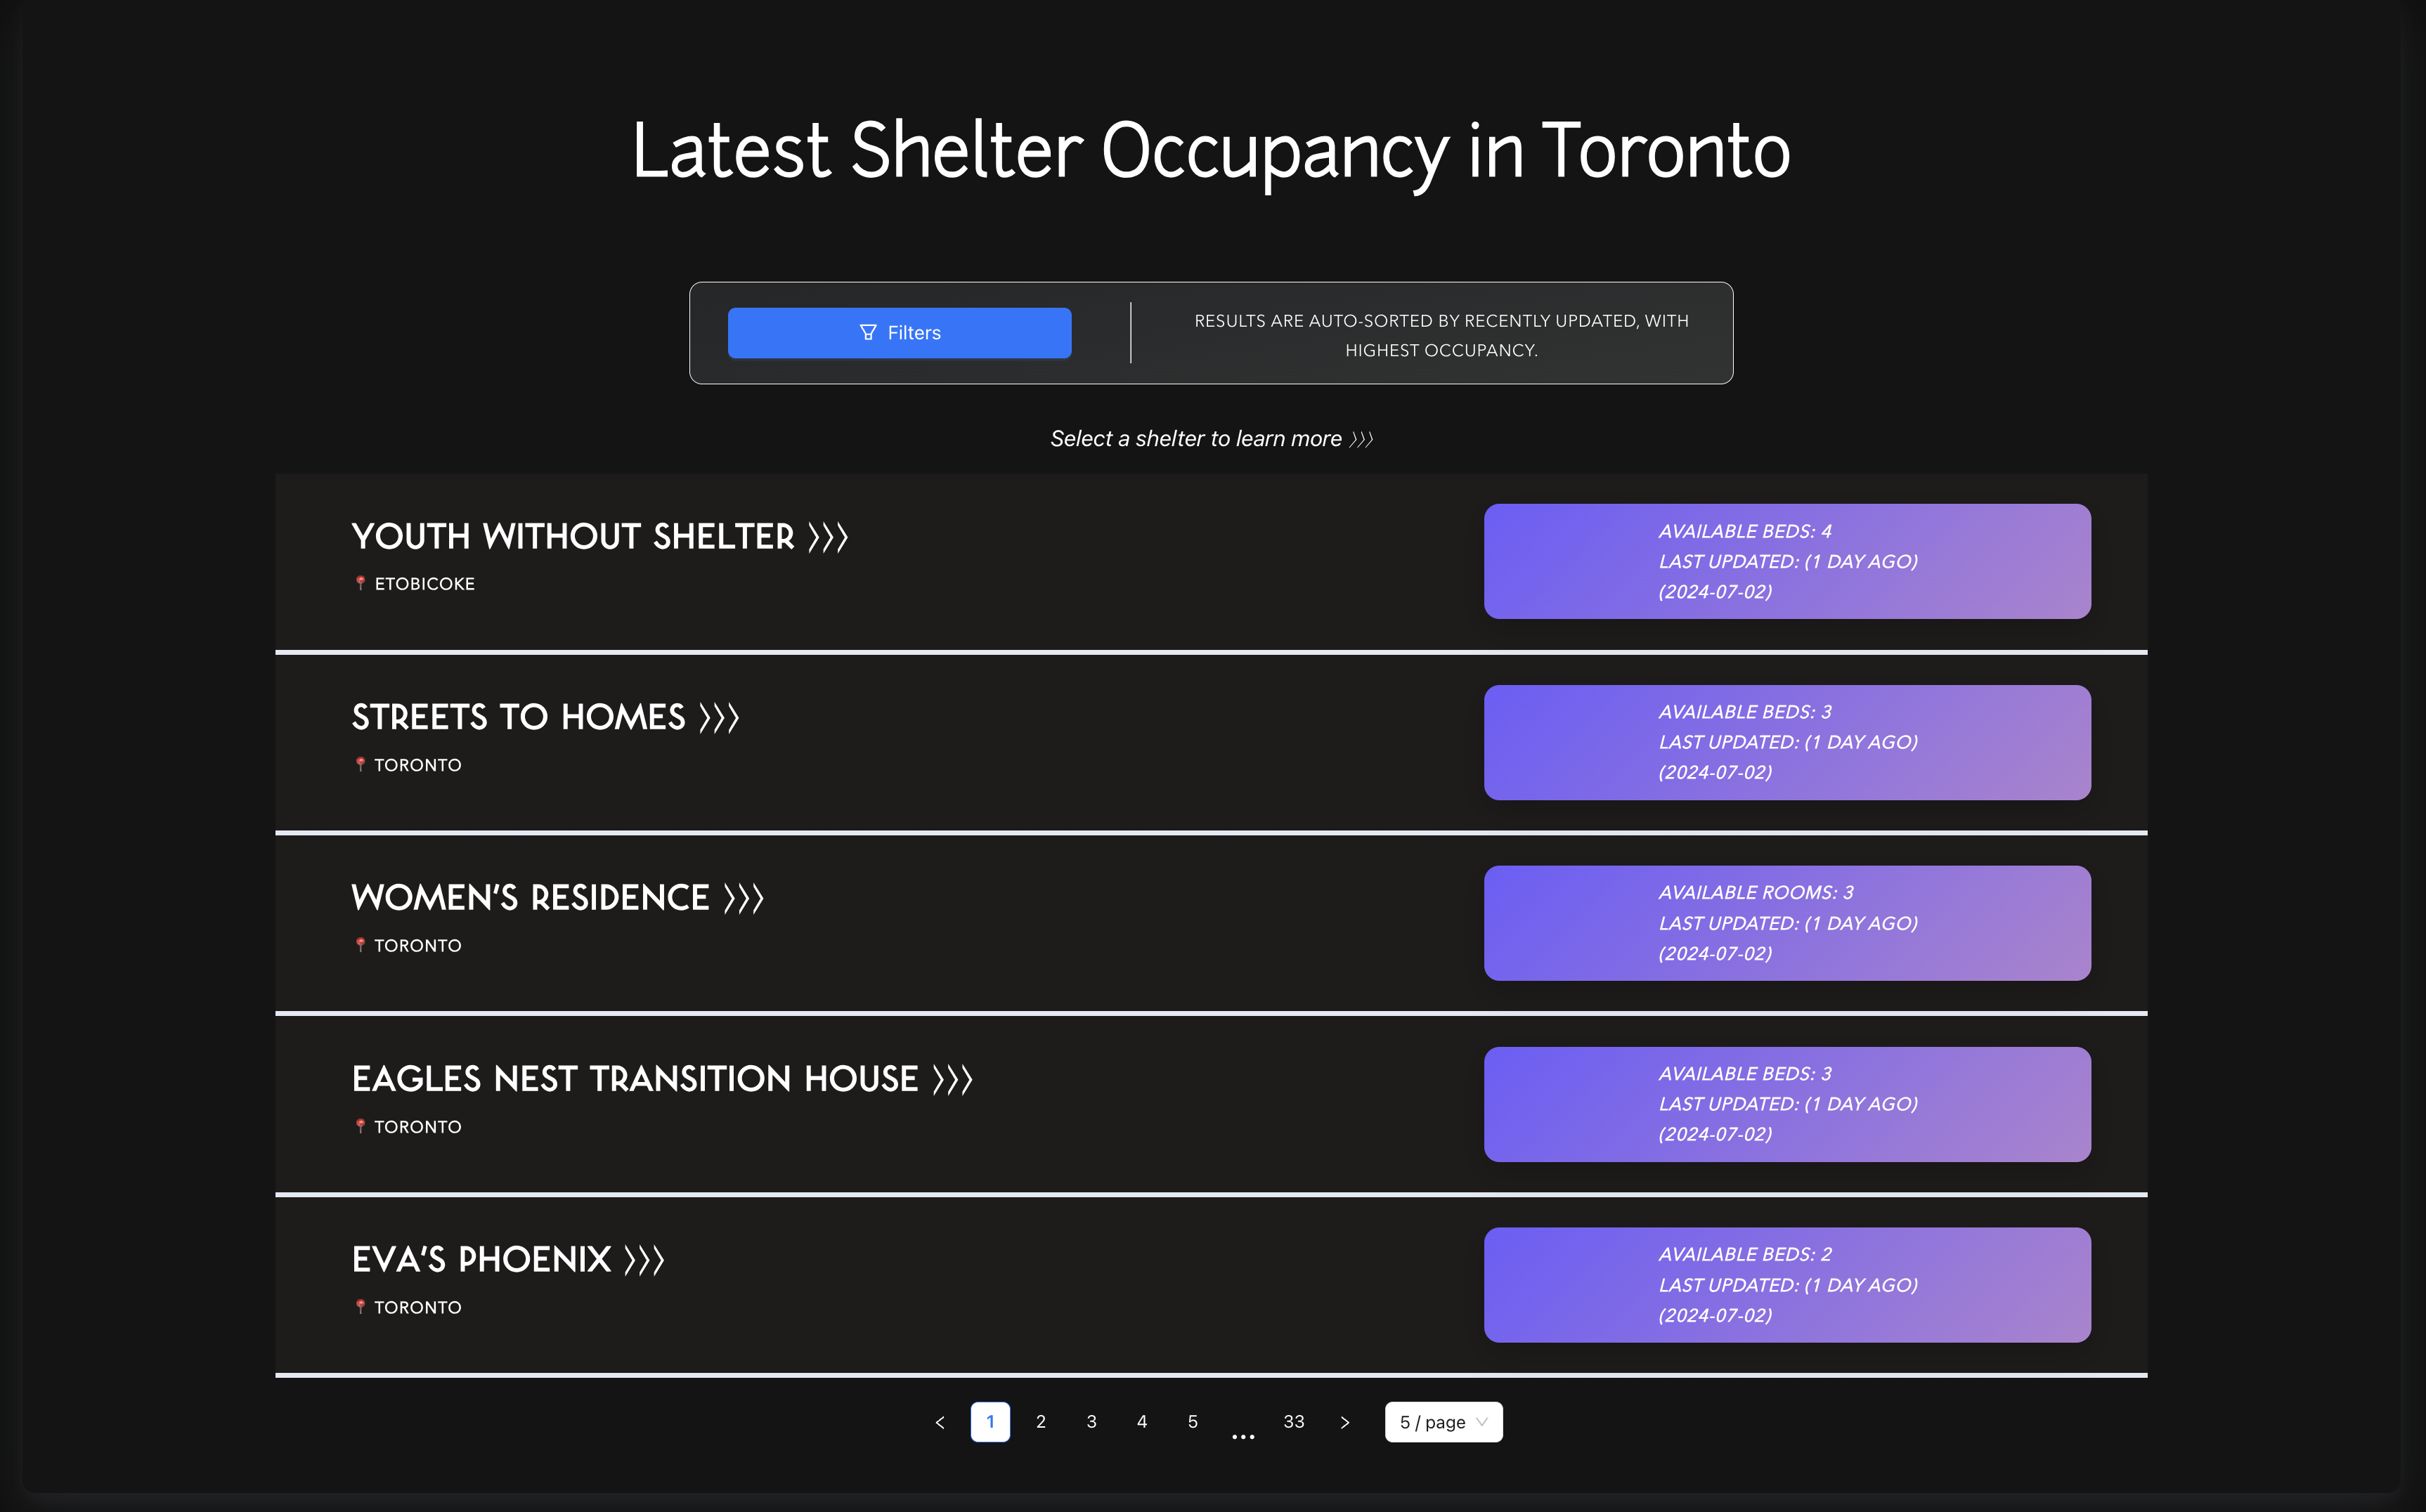 Latest Shelter Occupancy in Toronto
Filters
RESULTS ARE AUTO-SORTED BY RECENTLY UPDATED, WITH
HIGHEST OCCUPANCY.
Select a shelter to learn more 〉〉〉
YOUTH WITHOUT SHELTER 〉〉〉
📍 ETOBICOKE
AVAILABLE BEDS: 4
LAST UPDATED: (1 DAY AGO)
(2024-07-02)
STREETS TO HOMES 〉〉〉
📍 TORONTO
AVAILABLE BEDS: 3
LAST UPDATED: (1 DAY AGO)
(2024-07-02)
WOMEN'S RESIDENCE 〉〉〉
📍 TORONTO
AVAILABLE ROOMS: 3
LAST UPDATED: (1 DAY AGO)
(2024-07-02)
EAGLES NEST TRANSITION HOUSE 〉〉〉
📍 TORONTO
AVAILABLE BEDS: 3
LAST UPDATED: (1 DAY AGO)
(2024-07-02)
EVA'S PHOENIX 〉〉〉
📍 TORONTO
AVAILABLE BEDS: 2
LAST UPDATED: (1 DAY AGO)
(2024-07-02)
< 1 2 3 4 5 ... 33 > 5 / page